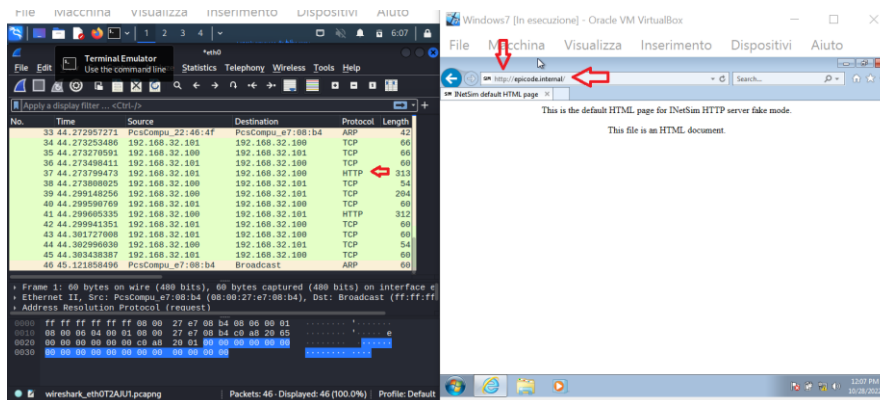 File Macchina Visualizza Inserimento Dispositivi Aiuto
1 2 3 4 6:07
*eth0
Terminal Emulator
Use the command line
File Edit Statistics Telephony Wireless Tools Help
Apply a display filter ... <Ctrl-/>
No. Time Source Destination Protocol Length
33 44.272957271 PcsCompu_22:46:4f PcsCompu_e7:08:b4 ARP 42
34 44.273253486 192.168.32.101 192.168.32.100 TCP 66
35 44.273270591 192.168.32.100 192.168.32.101 TCP 66
36 44.273498411 192.168.32.101 192.168.32.100 TCP 60
37 44.273799473 192.168.32.101 192.168.32.100 HTTP 313
38 44.273808025 192.168.32.100 192.168.32.101 TCP 54
39 44.299148256 192.168.32.100 192.168.32.101 TCP 204
40 44.299590769 192.168.32.101 192.168.32.100 TCP 60
41 44.299605335 192.168.32.100 192.168.32.101 HTTP 312
42 44.299941351 192.168.32.101 192.168.32.100 TCP 60
43 44.301727008 192.168.32.101 192.168.32.100 TCP 60
44 44.302996030 192.168.32.100 192.168.32.101 TCP 54
45 44.303438387 192.168.32.101 192.168.32.100 TCP 60
46 45.121858496 PcsCompu_e7:08:b4 Broadcast ARP 60
Frame 1: 60 bytes on wire (480 bits), 60 bytes captured (480 bits) on interface e
Ethernet II, Src: PcsCompu_e7:08:b4 (08:00:27:e7:08:b4), Dst: Broadcast (ff:ff:ff
Address Resolution Protocol (request)
0000 ff ff ff ff ff ff 08 00 27 e7 08 b4 08 06 00 01 ········ '·······
0010 08 00 06 04 00 01 08 00 27 e7 08 b4 c0 a8 20 65 ········ '····· e
0020 00 00 00 00 00 00 c0 a8 20 01 00 00 00 00 00 00 ········ ·······
0030 00 00 00 00 00 00 00 00 00 00 00 00 ········ ····
wireshark_eth0T2AJU1.pcapng Packets: 46 · Displayed: 46 (100.0%) Profile: Default
Windows7 [In esecuzione] - Oracle VM VirtualBox
File Macchina Visualizza Inserimento Dispositivi Aiuto
http://epicode.internal/ Search...
INetSim default HTML page
This is the default HTML page for INetSim HTTP server fake mode.
This file is an HTML document.
12:07 PM